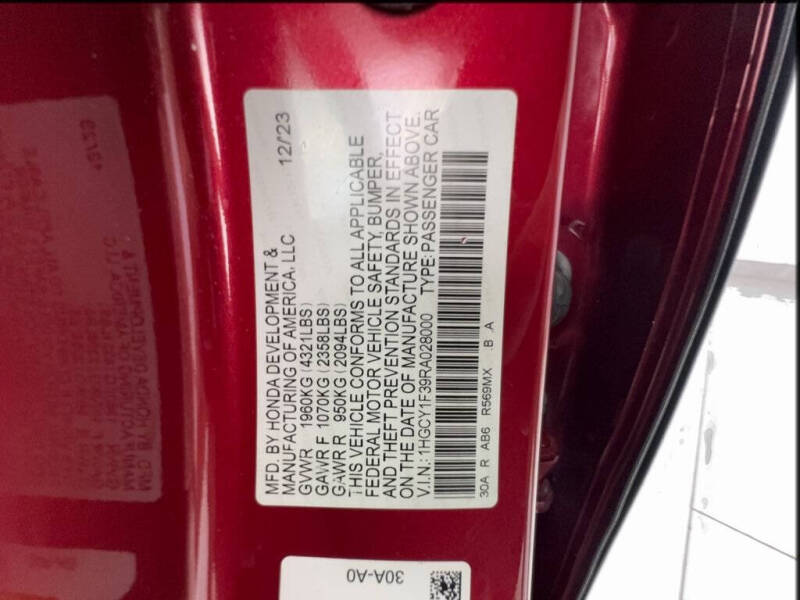 MFD. BY HONDA DEVELOPMENT & 12/'23
MANUFACTURING OF AMERICA, LLC
GVWR 1960KG (4321LBS)
GAWR F 1070KG (2358LBS)
GAWR R 950KG (2094LBS)
THIS VEHICLE CONFORMS TO ALL APPLICABLE
FEDERAL MOTOR VEHICLE SAFETY, BUMPER,
AND THEFT PREVENTION STANDARDS IN EFFECT
ON THE DATE OF MANUFACTURE SHOWN ABOVE.
V.I.N.: 1HGCY1F39RA028000 TYPE: PASSENGER CAR
30A R AB6 R569MX .B .A
30A-A0